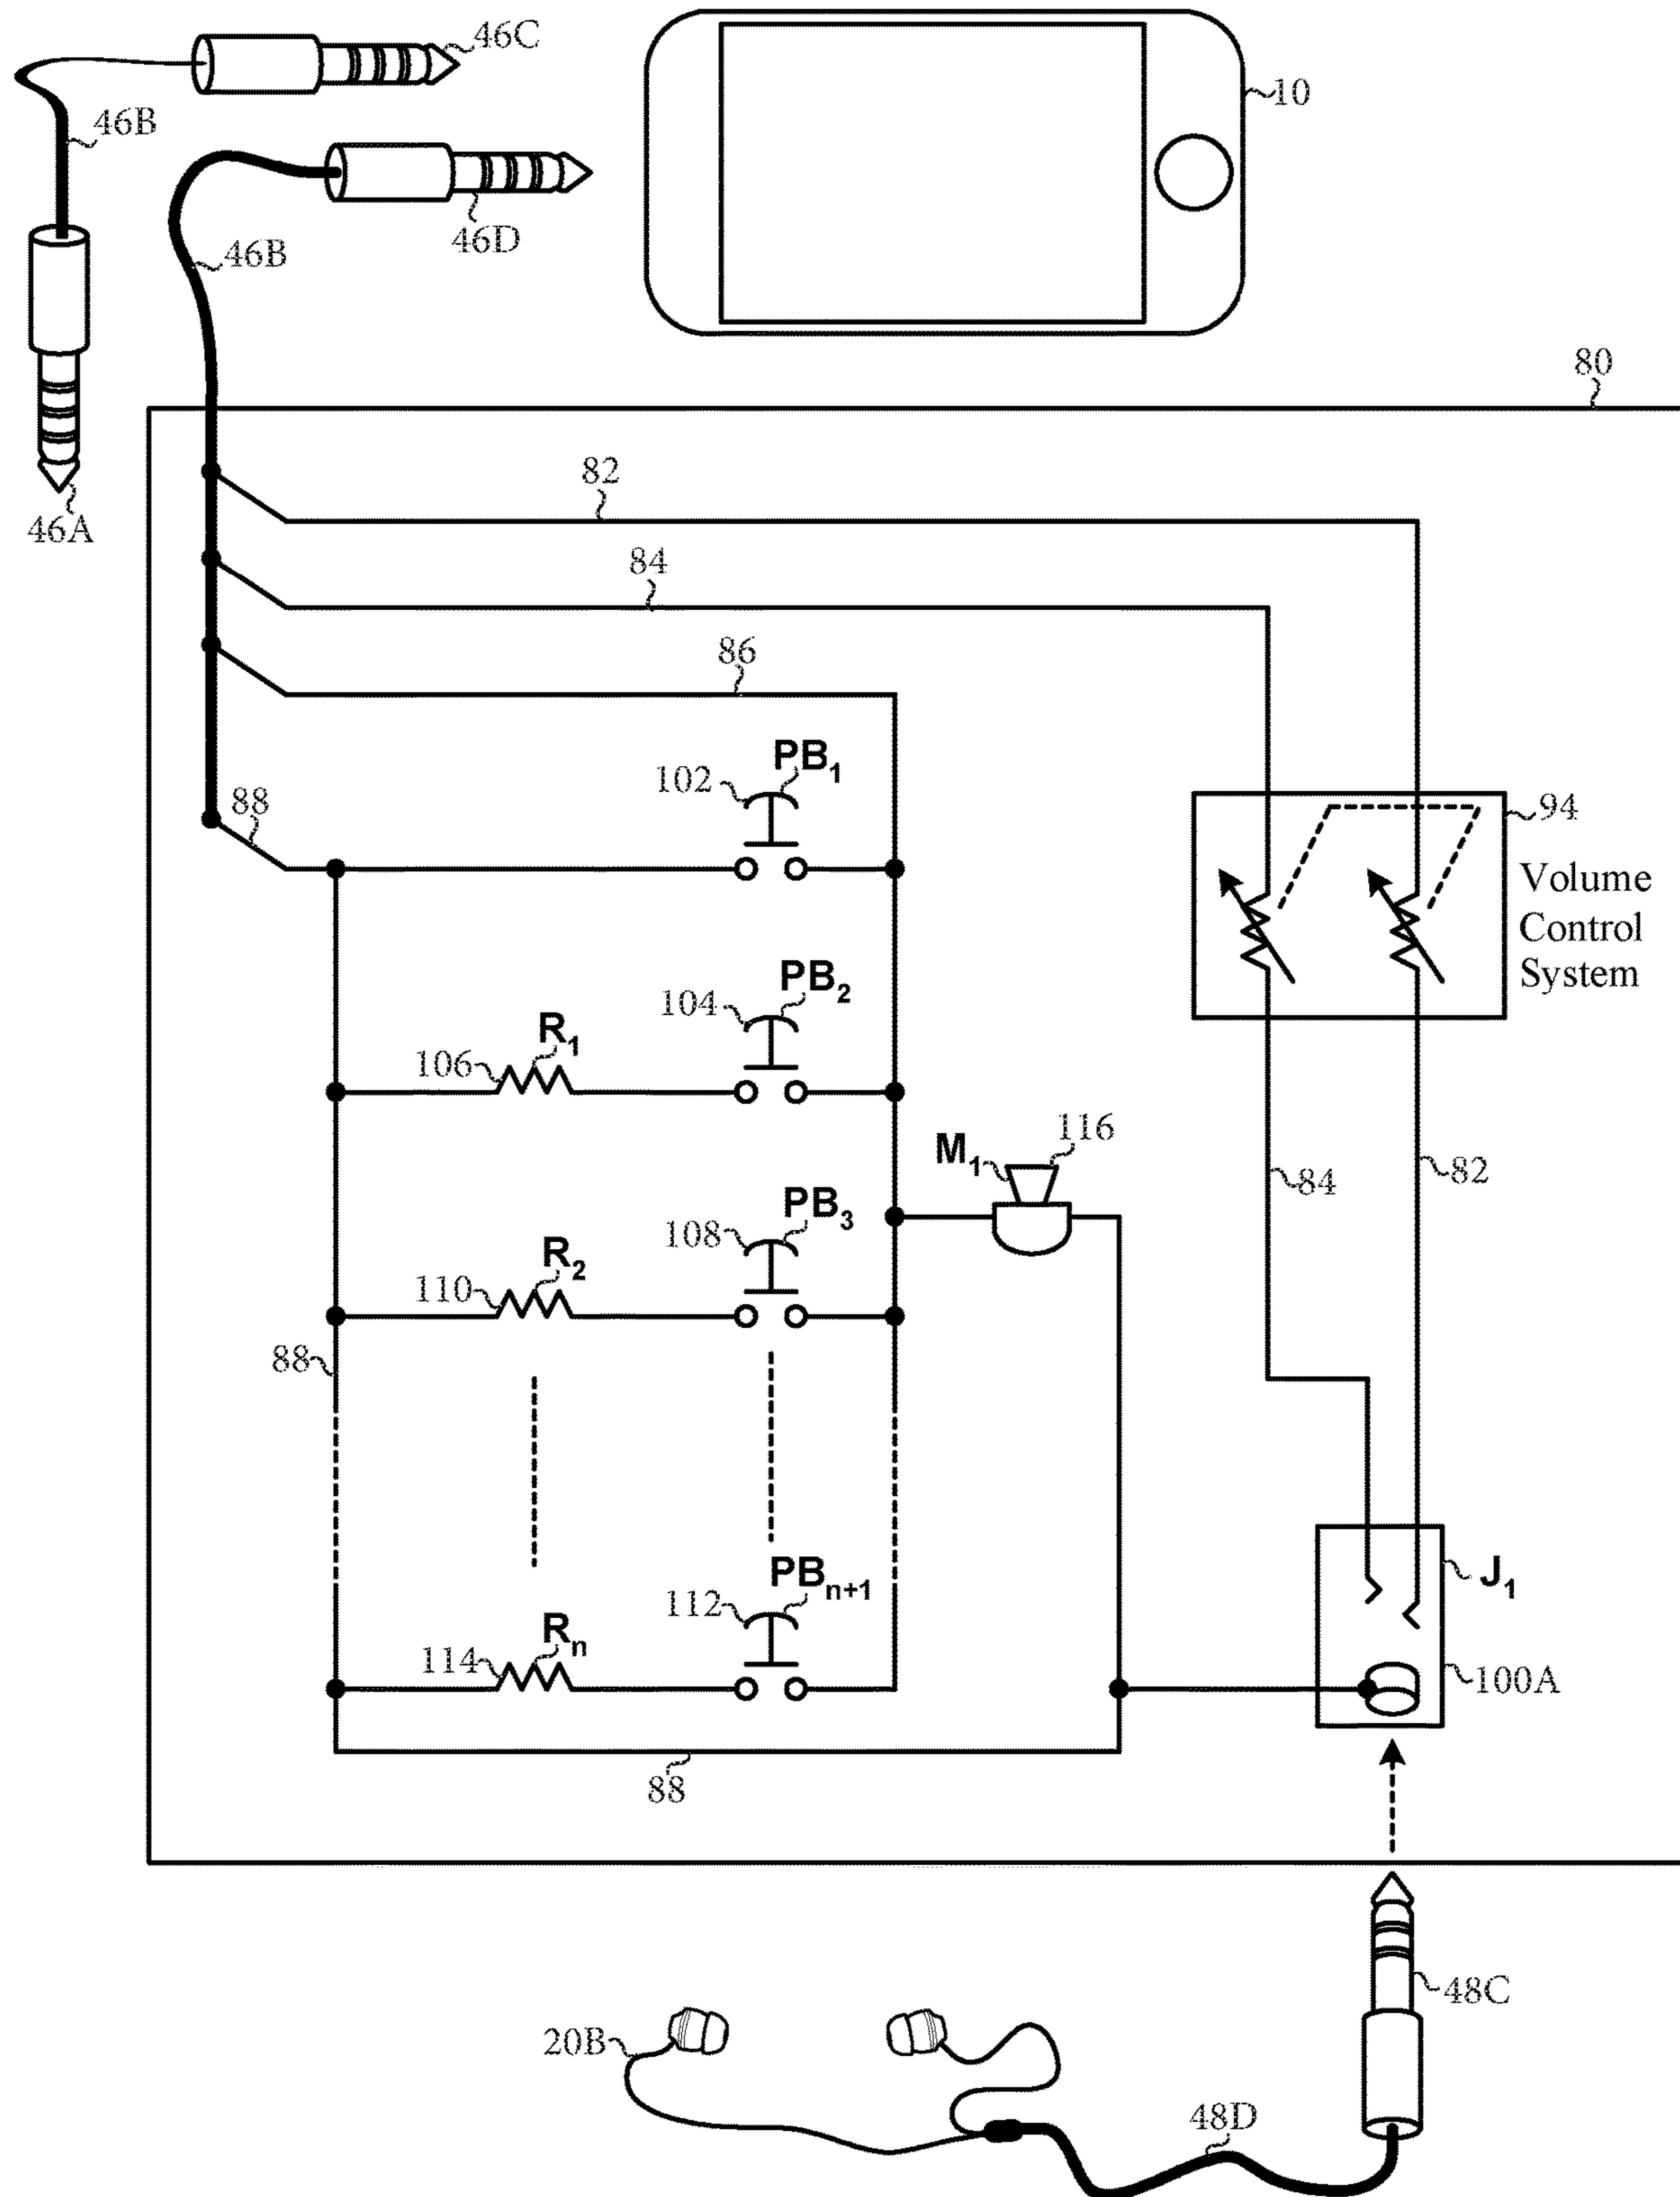 46C
10
46B
46D
46B
80
46A
82
84
86
PB1
102
88
94
Volume
Control
System
PB2
104
R1
106
M1
116
PB3
108
84
82
R2
110
88
PBn+1
112
J1
Rn
114
100A
88
48C
20B
48D